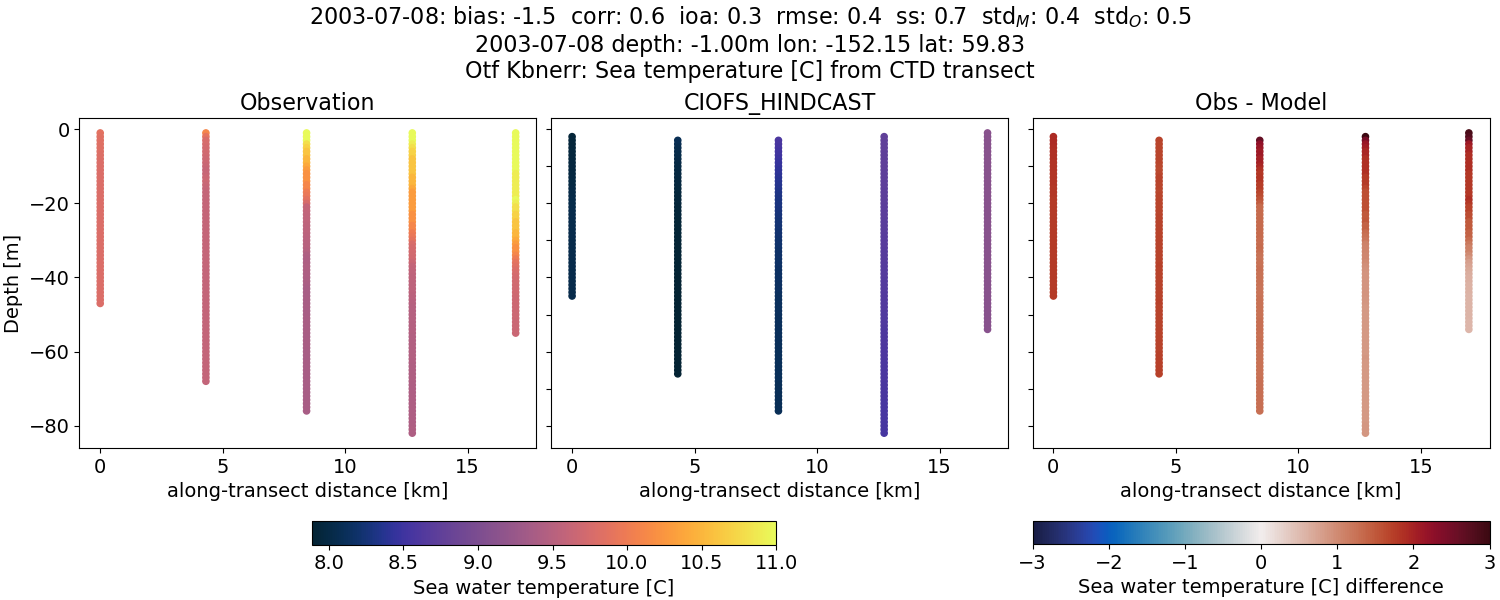 2003-07-08: bias: -1.5 corr: 0.6 ioa: 0.3 rmse: 0.4 ss: 0.7 std_M: 0.4 std_O: 0.5
2003-07-08 depth: -1.00m lon: -152.15 lat: 59.83
Otf Kbnerr: Sea temperature [C] from CTD transect
Observation
CIOFS_HINDCAST
Obs - Model
Depth [m]
0
−20
−40
−60
−80
0 5 10 15
0 5 10 15
0 5 10 15
along-transect distance [km]
along-transect distance [km]
along-transect distance [km]
8.0 8.5 9.0 9.5 10.0 10.5 11.0
Sea water temperature [C]
−3 −2 −1 0 1 2 3
Sea water temperature [C] difference